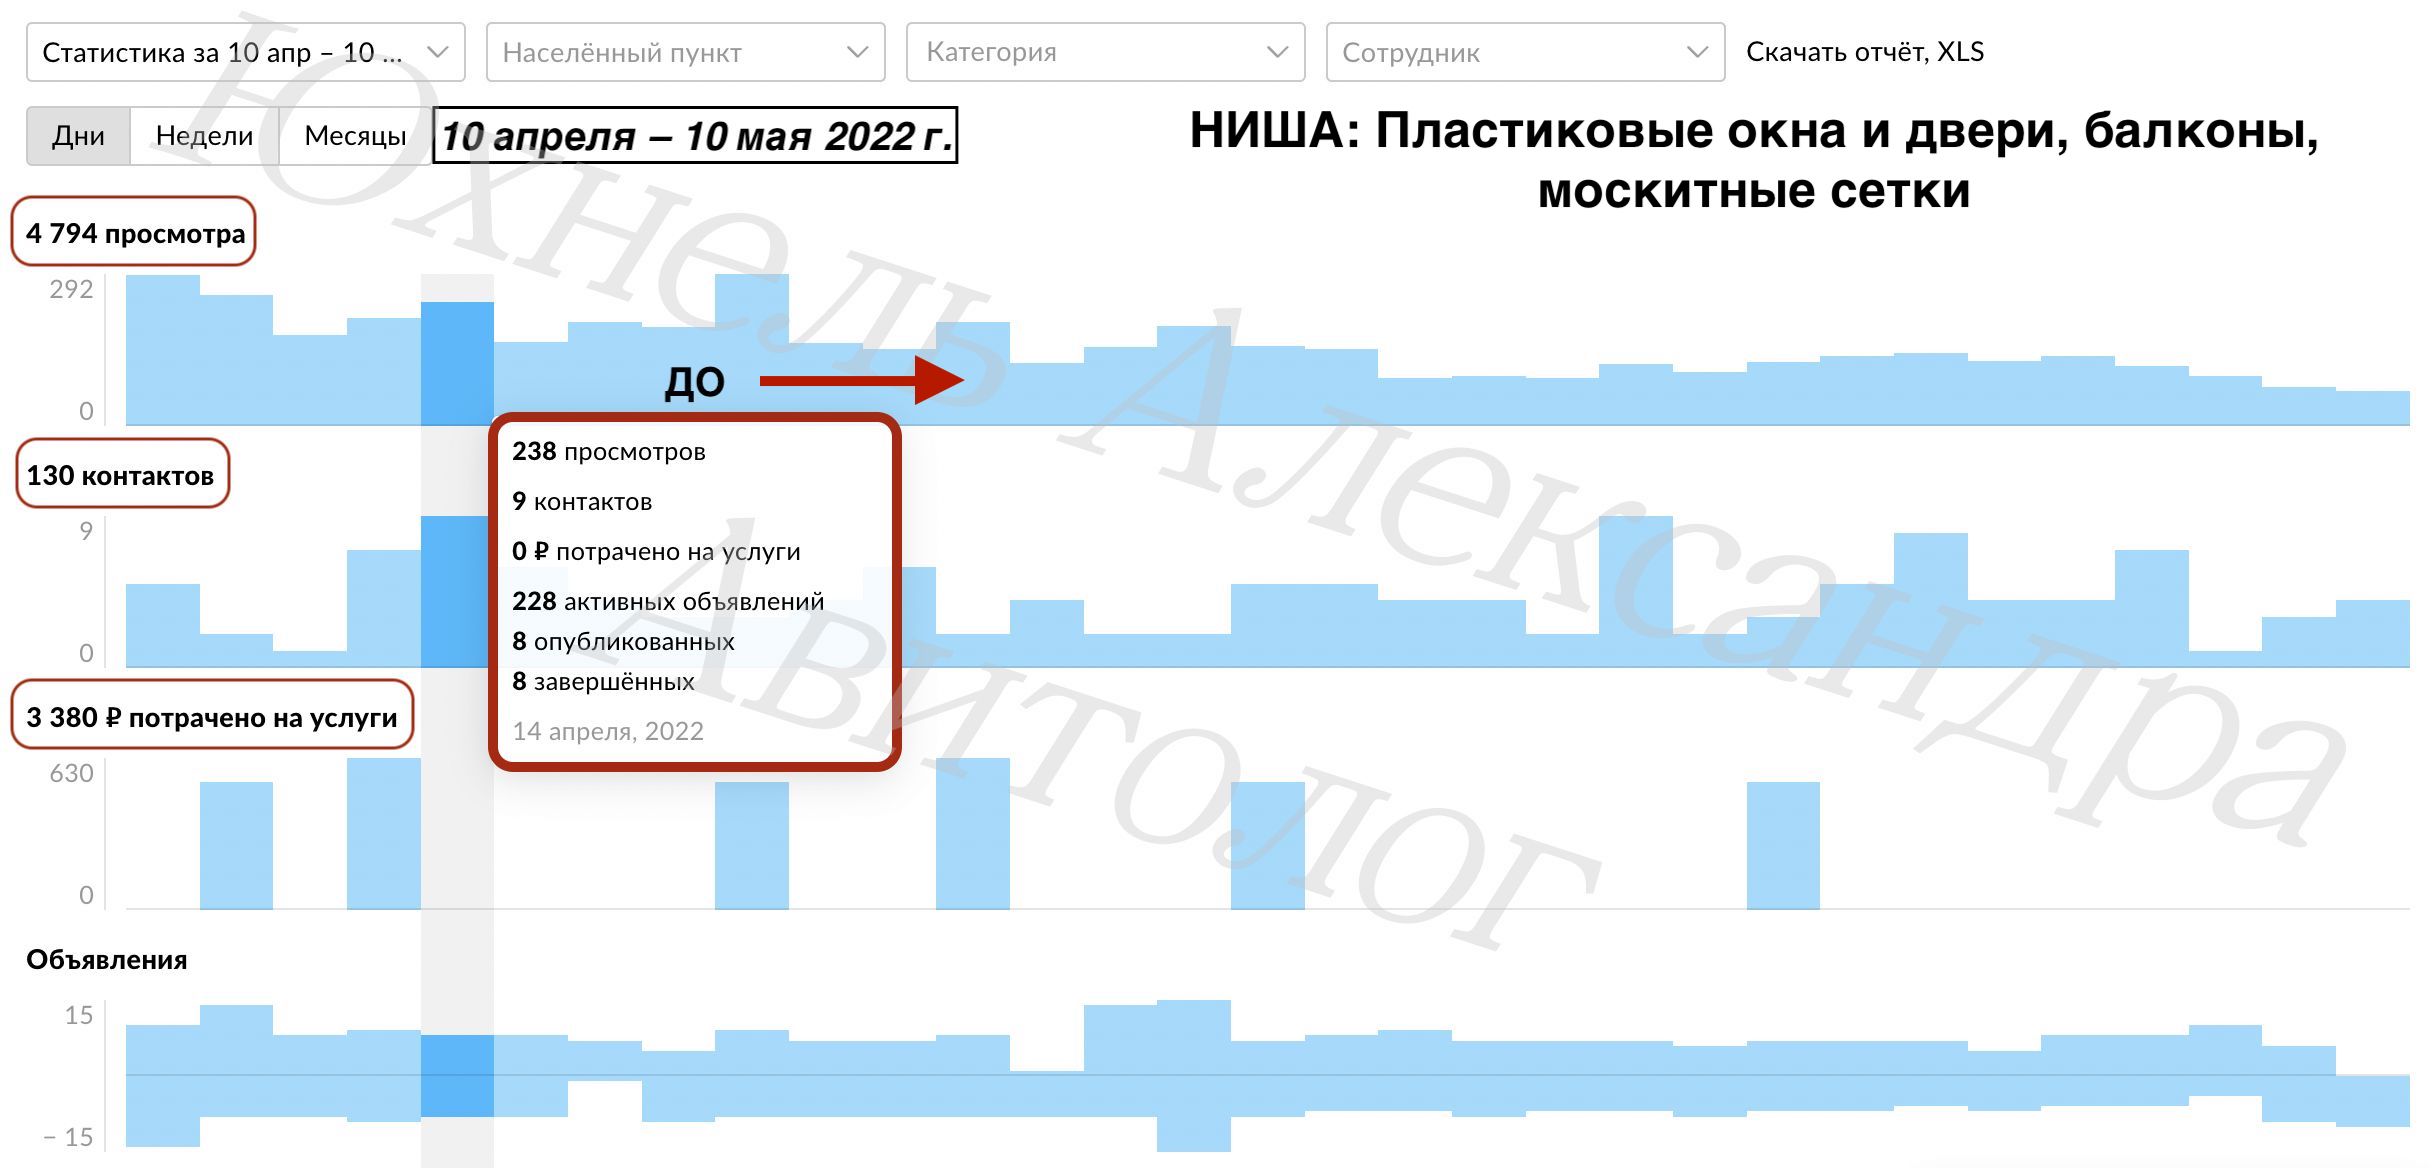 Статистика за 10 апр – 10 ...
Населённый пункт
Категория
Сотрудник
Скачать отчёт, XLS
Дни
Недели
Месяцы
10 апреля – 10 мая 2022 г.
НИША: Пластиковые окна и двери, балконы,
москитные сетки
4 794 просмотра
292
0
ДО
130 контактов
9
0
238 просмотров
9 контактов
0 ₽ потрачено на услуги
228 активных объявлений
8 опубликованных
8 завершённых
14 апреля, 2022
3 380 ₽ потрачено на услуги
630
0
Объявления
15
– 15
Юхнель Александра
Авитолог